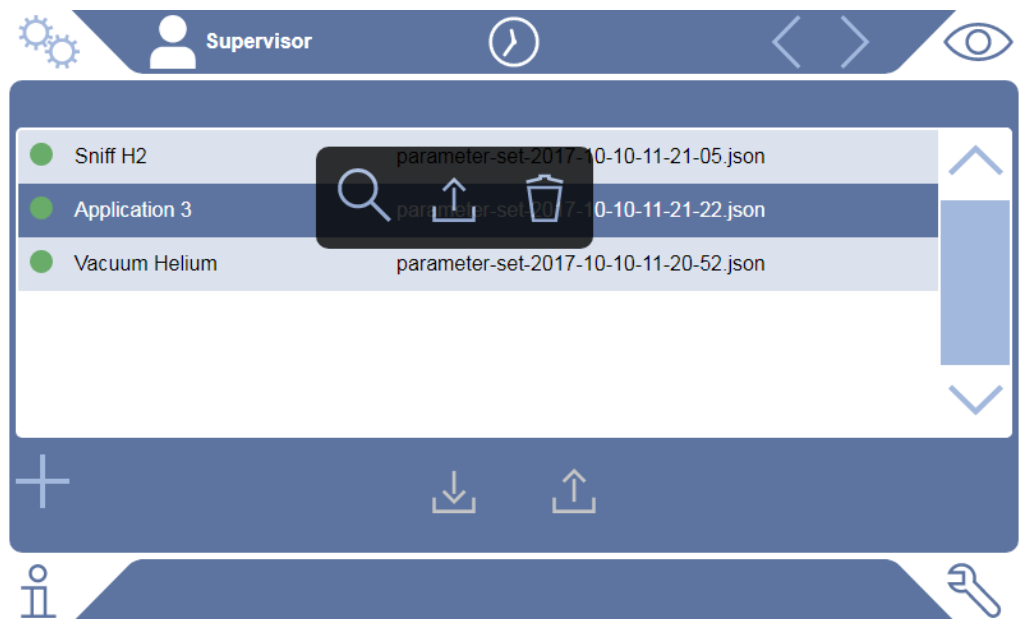 Supervisor
Sniff H2 parameter-set-2017-10-10-11-21-05.json
Application 3 parameter-set-2017-10-10-11-21-22.json
Vacuum Helium parameter-set-2017-10-10-11-20-52.json